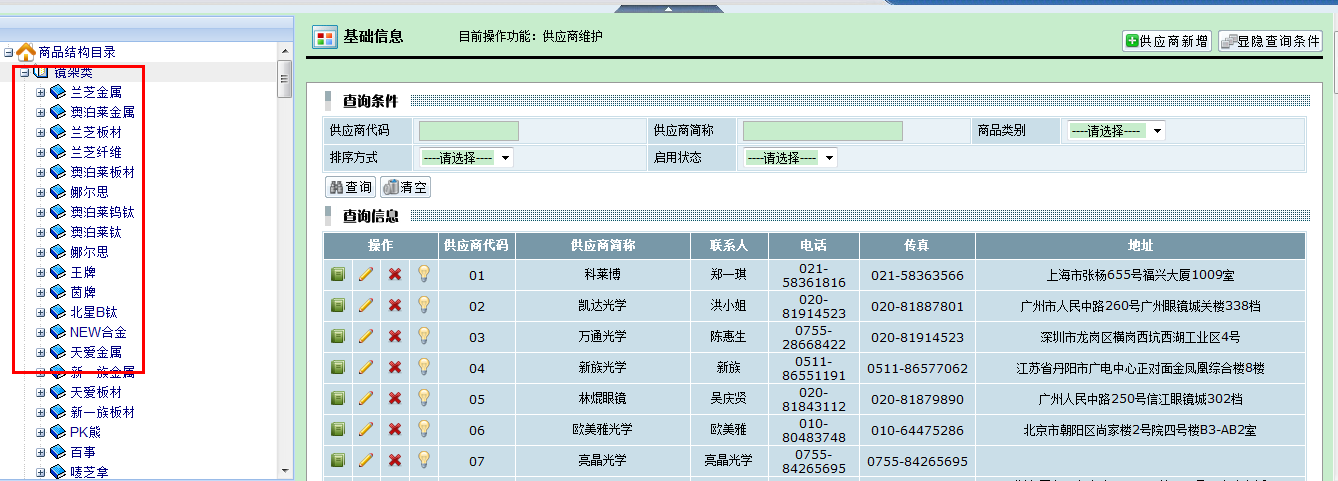 商品结构目录
镜架类
兰芝金属
澳泊莱金属
兰芝板材
兰芝纤维
澳泊莱板材
娜尔思
澳泊莱钨钛
澳泊莱钛
娜尔思
王牌
茵牌
北星B钛
NEW合金
天爱金属
新一族金属
天爱板材
新一族板材
PK熊
百事
唛芝拿
基础信息 目前操作功能：供应商维护
供应商新增 显隐查询条件
查询条件
供应商代码 供应商简称 商品类别 ----请选择----
排序方式 ----请选择---- 启用状态 ----请选择----
查询 清空
查询信息
操作 供应商代码 供应商简称 联系人 电话 传真 地址
01 科莱博 郑一琪 021-58361816 021-58363566 上海市张杨655号福兴大厦1009室
02 凯达光学 洪小姐 020-81914523 020-81887801 广州市人民中路260号广州眼镜城关楼338档
03 万通光学 陈惠生 0755-28668422 020-81914523 深圳市龙岗区横岗西坑西湖工业区4号
04 新族光学 新族 0511-86551191 0511-86577062 江苏省丹阳市广电中心正对面金凤凰综合楼8楼
05 林焜眼镜 吴庆贤 020-81843112 020-81879890 广州人民中路250号信江眼镜城302档
06 欧美雅光学 欧美雅 010-80483748 010-64475286 北京市朝阳区尚家楼2号院四号楼B3-AB2室
07 亮晶光学 亮晶光学 0755-84265695 0755-84265695